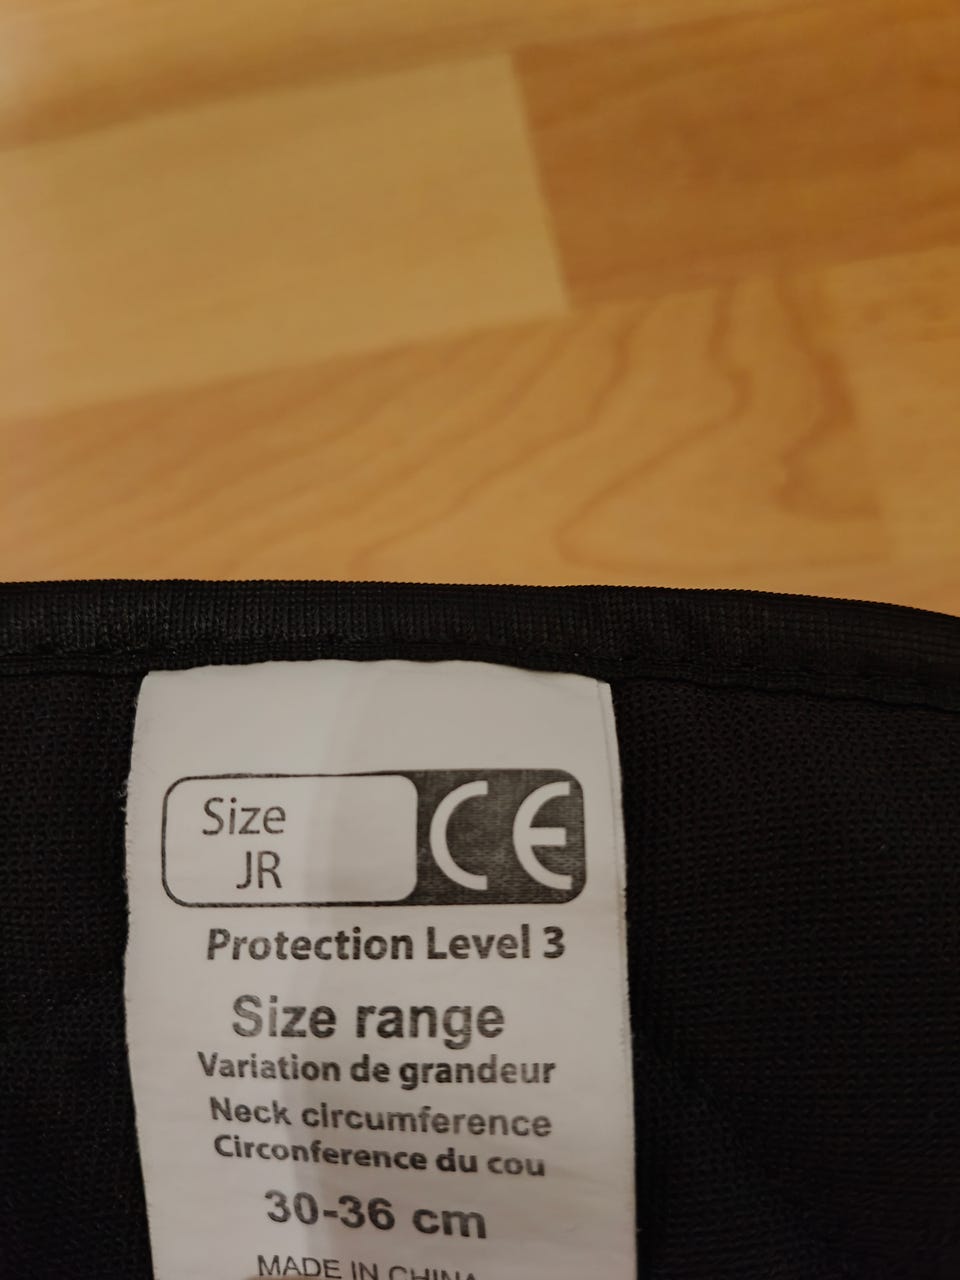 Size
JR
CE
Protection Level 3
Size range
Variation de grandeur
Neck circumference
Circonference du cou
30-36 cm
MADE IN CHINA